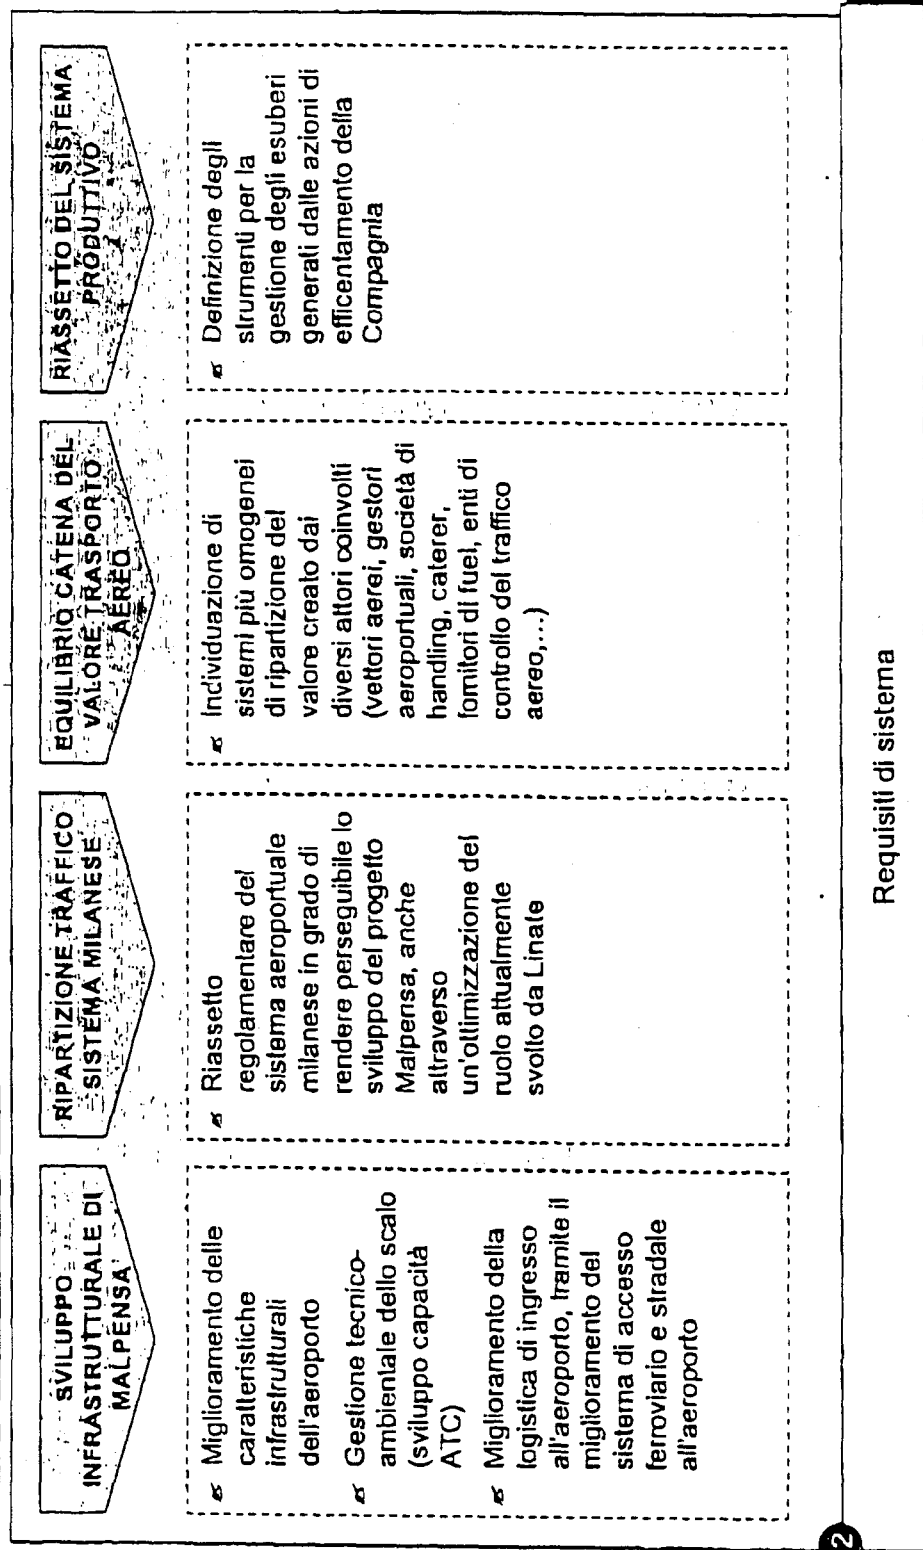 SVILUPPO
INFRASTRUTTURALE DI
MALPENSA
Miglioramento delle
caratteristiche
infrastrutturali
dell'aeroporto
Gestione tecnico-
ambientale dello scalo
(sviluppo capacità
ATC)
Miglioramento della
logistica di ingresso
all'aeroporto, tramite il
miglioramento del
sistema di accesso
ferroviario e stradale
all'aeroporto
RIPARTIZIONE TRAFFICO
SISTEMA MILANESE
Riassetto
regolamentare del
sistema aeroportuale
milanese in grado di
rendere perseguibile lo
sviluppo del progetto
Malpensa, anche
attraverso
un'ottimizzazione del
ruolo attualmente
svolto da Linate
EQUILIBRIO CATENA DEL
VALORE TRASPORTO
AEREO
Individuazione di
sistemi più omogenei
di ripartizione del
valore creato dai
diversi attori coinvolti
(vettori aerei, gestori
aeroportuali, società di
handling, caterer,
fornitori di fuel, enti di
controllo del traffico
aereo,...)
RIASSETTO DEL SISTEMA
PRODUTTIVO
Definizione degli
strumenti per la
gestione degli esuberi
generati dalle azioni di
efficentamento della
Compagnia
2
Requisiti di sistema